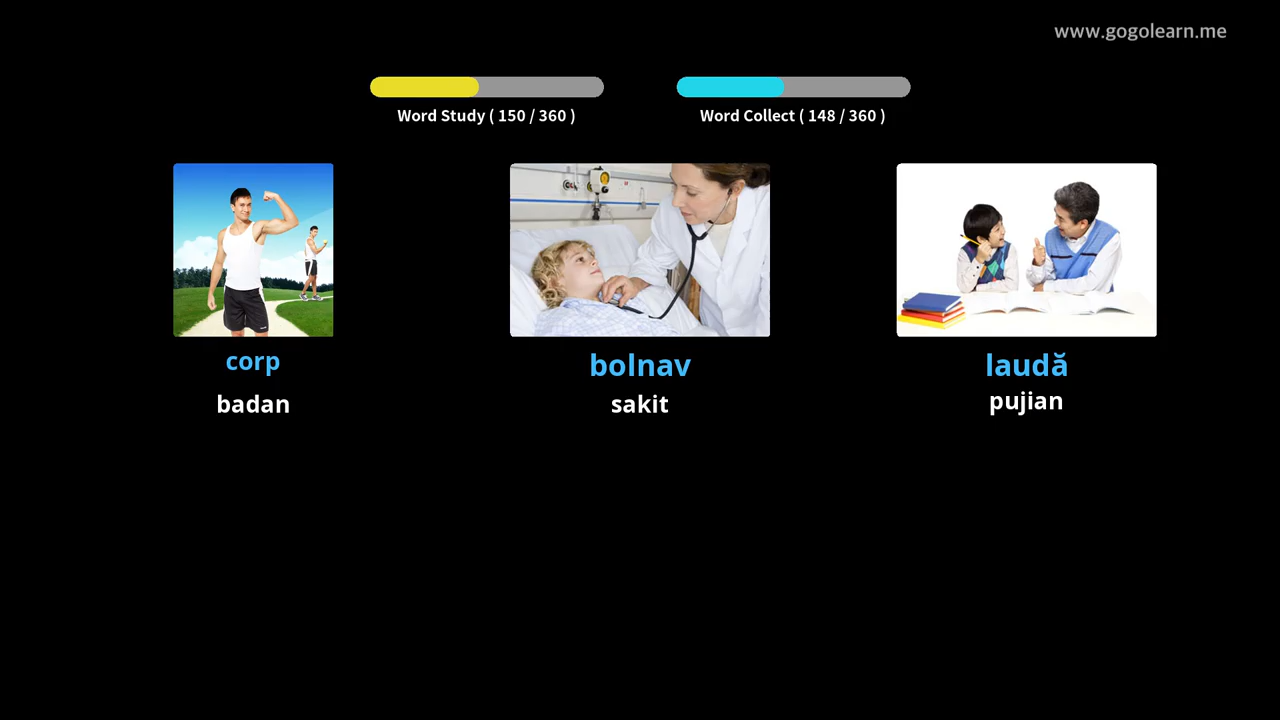 www.gogolearn.me
Word Study ( 150 / 360 )
Word Collect ( 148 / 360 )
corp
badan
bolnav
sakit
laudă
pujian